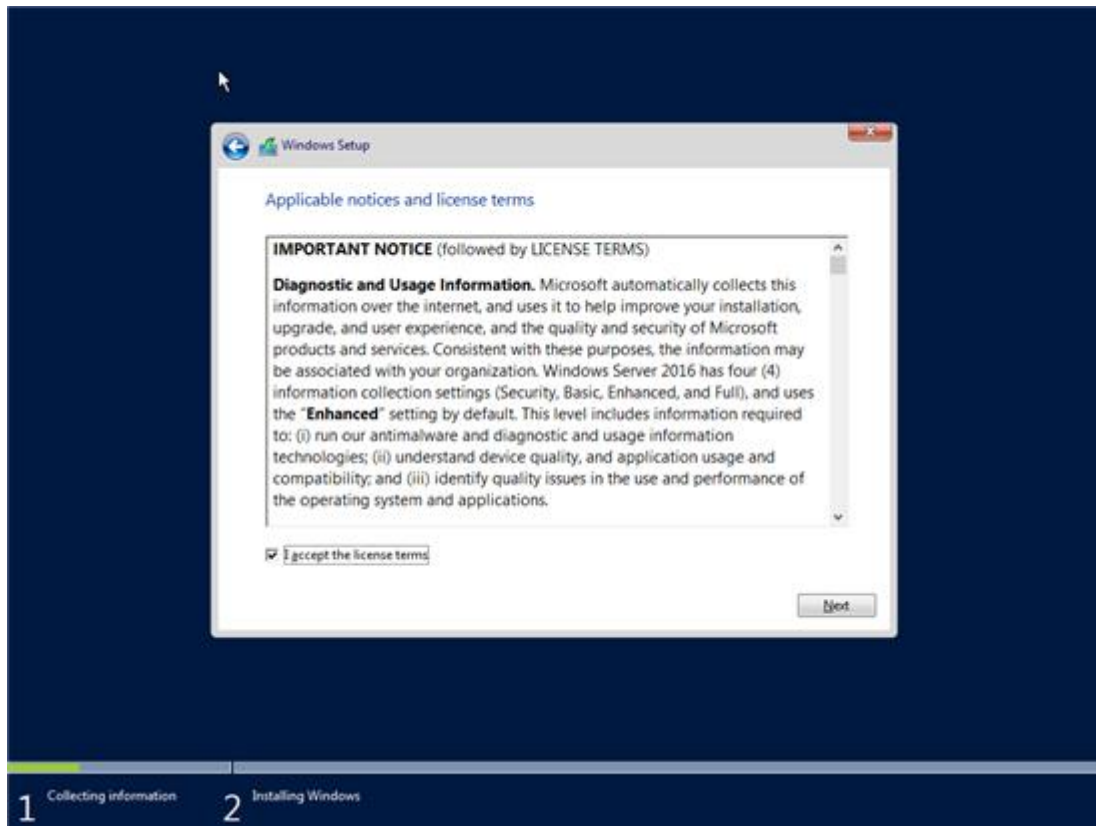 Windows Setup
Applicable notices and license terms
IMPORTANT NOTICE (followed by LICENSE TERMS)
Diagnostic and Usage Information. Microsoft automatically collects this
information over the internet, and uses it to help improve your installation,
upgrade, and user experience, and the quality and security of Microsoft
products and services. Consistent with these purposes, the information may
be associated with your organization. Windows Server 2016 has four (4)
information collection settings (Security, Basic, Enhanced, and Full), and uses
the "Enhanced" setting by default. This level includes information required
to: (i) run our antimalware and diagnostic and usage information
technologies; (ii) understand device quality, and application usage and
compatibility; and (iii) identify quality issues in the use and performance of
the operating system and applications.
I accept the license terms
Next
1 Collecting information
2 Installing Windows